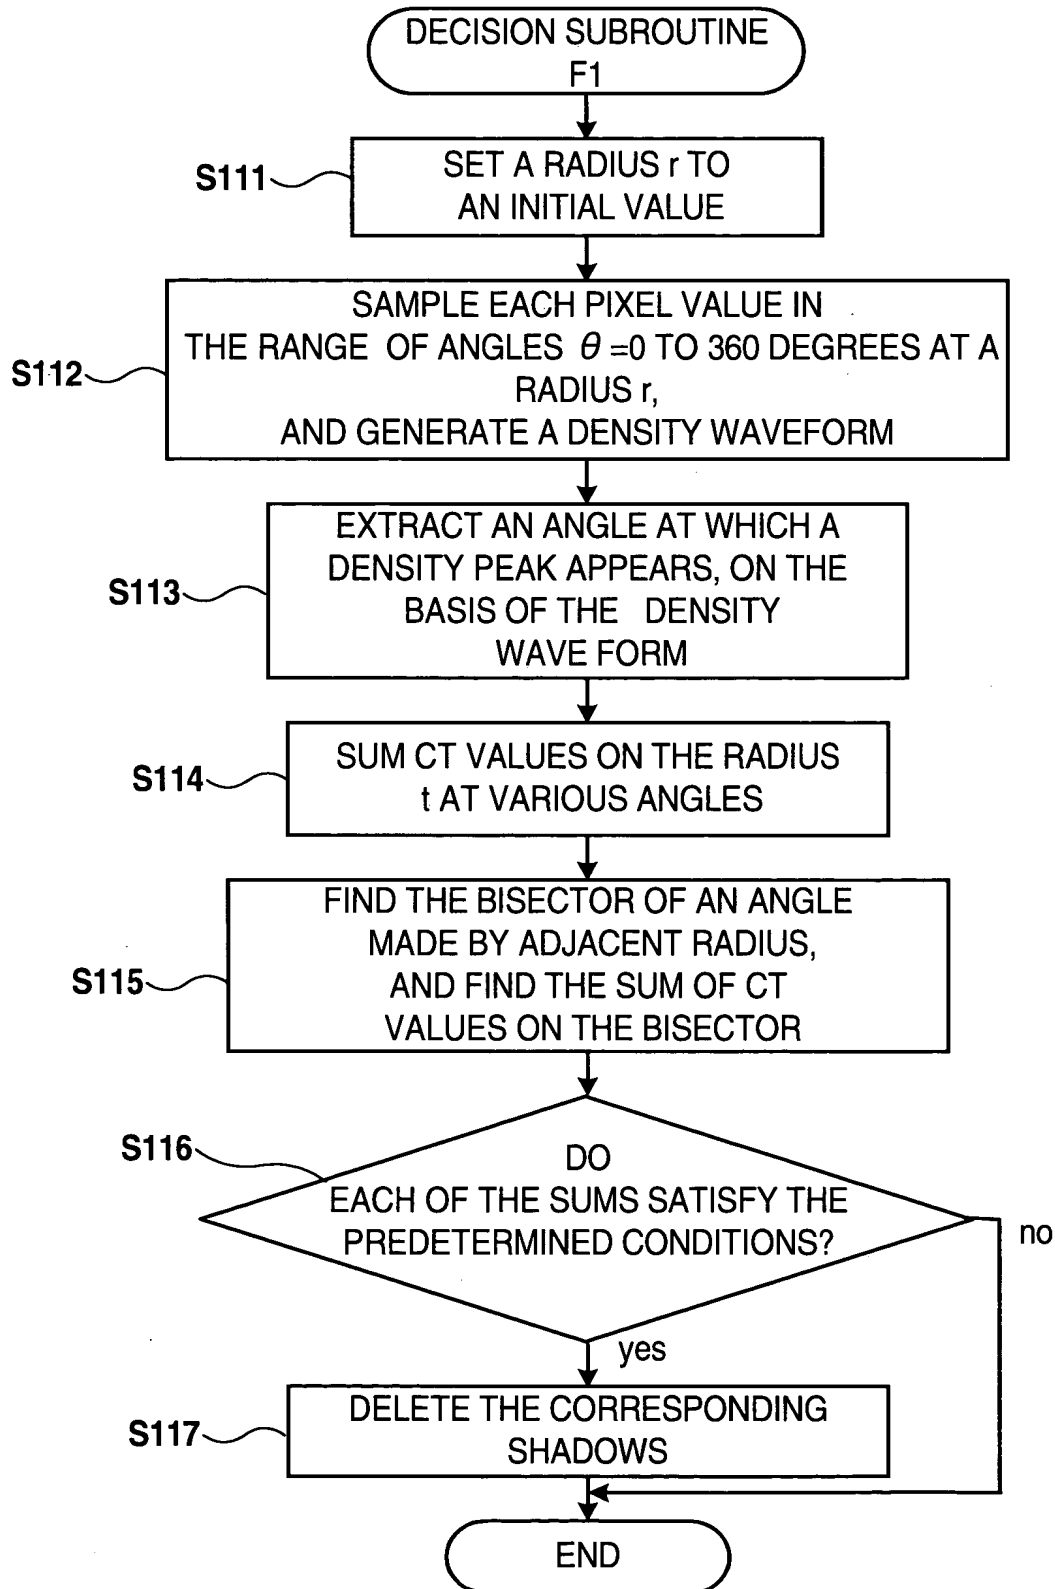 DECISION SUBROUTINE
F1
S111
SET A RADIUS r TO
AN INITIAL VALUE
S112
SAMPLE EACH PIXEL VALUE IN
THE RANGE OF ANGLES θ =0 TO 360 DEGREES AT A
RADIUS r,
AND GENERATE A DENSITY WAVEFORM
S113
EXTRACT AN ANGLE AT WHICH A
DENSITY PEAK APPEARS, ON THE
BASIS OF THE DENSITY
WAVE FORM
S114
SUM CT VALUES ON THE RADIUS
t AT VARIOUS ANGLES
S115
FIND THE BISECTOR OF AN ANGLE
MADE BY ADJACENT RADIUS,
AND FIND THE SUM OF CT
VALUES ON THE BISECTOR
S116
DO
EACH OF THE SUMS SATISFY THE
PREDETERMINED CONDITIONS?
no
yes
S117
DELETE THE CORRESPONDING
SHADOWS
END